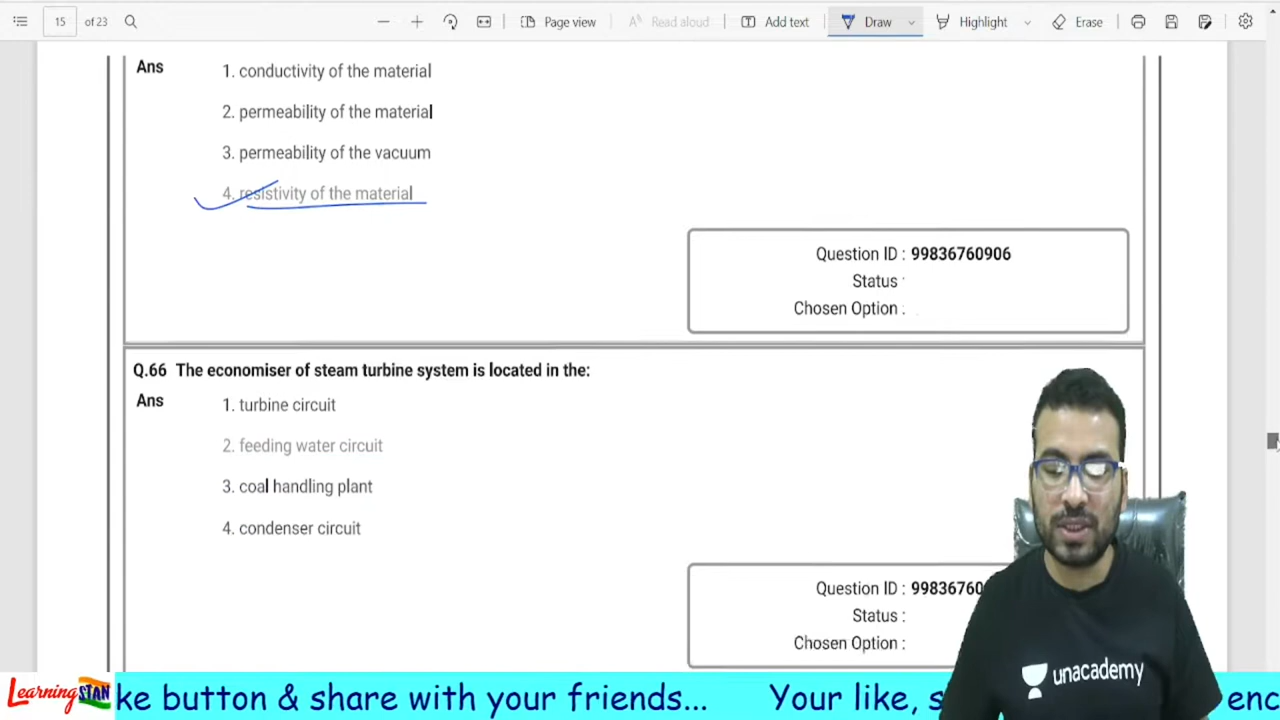 15 of 23 Page view Read aloud Add text Draw Highlight Erase
Ans 1. conductivity of the material
2. permeability of the material
3. permeability of the vacuum
4. resistivity of the material
Question ID : 99836760906
Status :
Chosen Option :
Q.66 The economiser of steam turbine system is located in the:
Ans 1. turbine circuit
2. feeding water circuit
3. coal handling plant
4. condenser circuit
Question ID : 9983676
Status :
Chosen Option :
unacademy
Learning STAN ke button & share with your friends... Your like, s enc